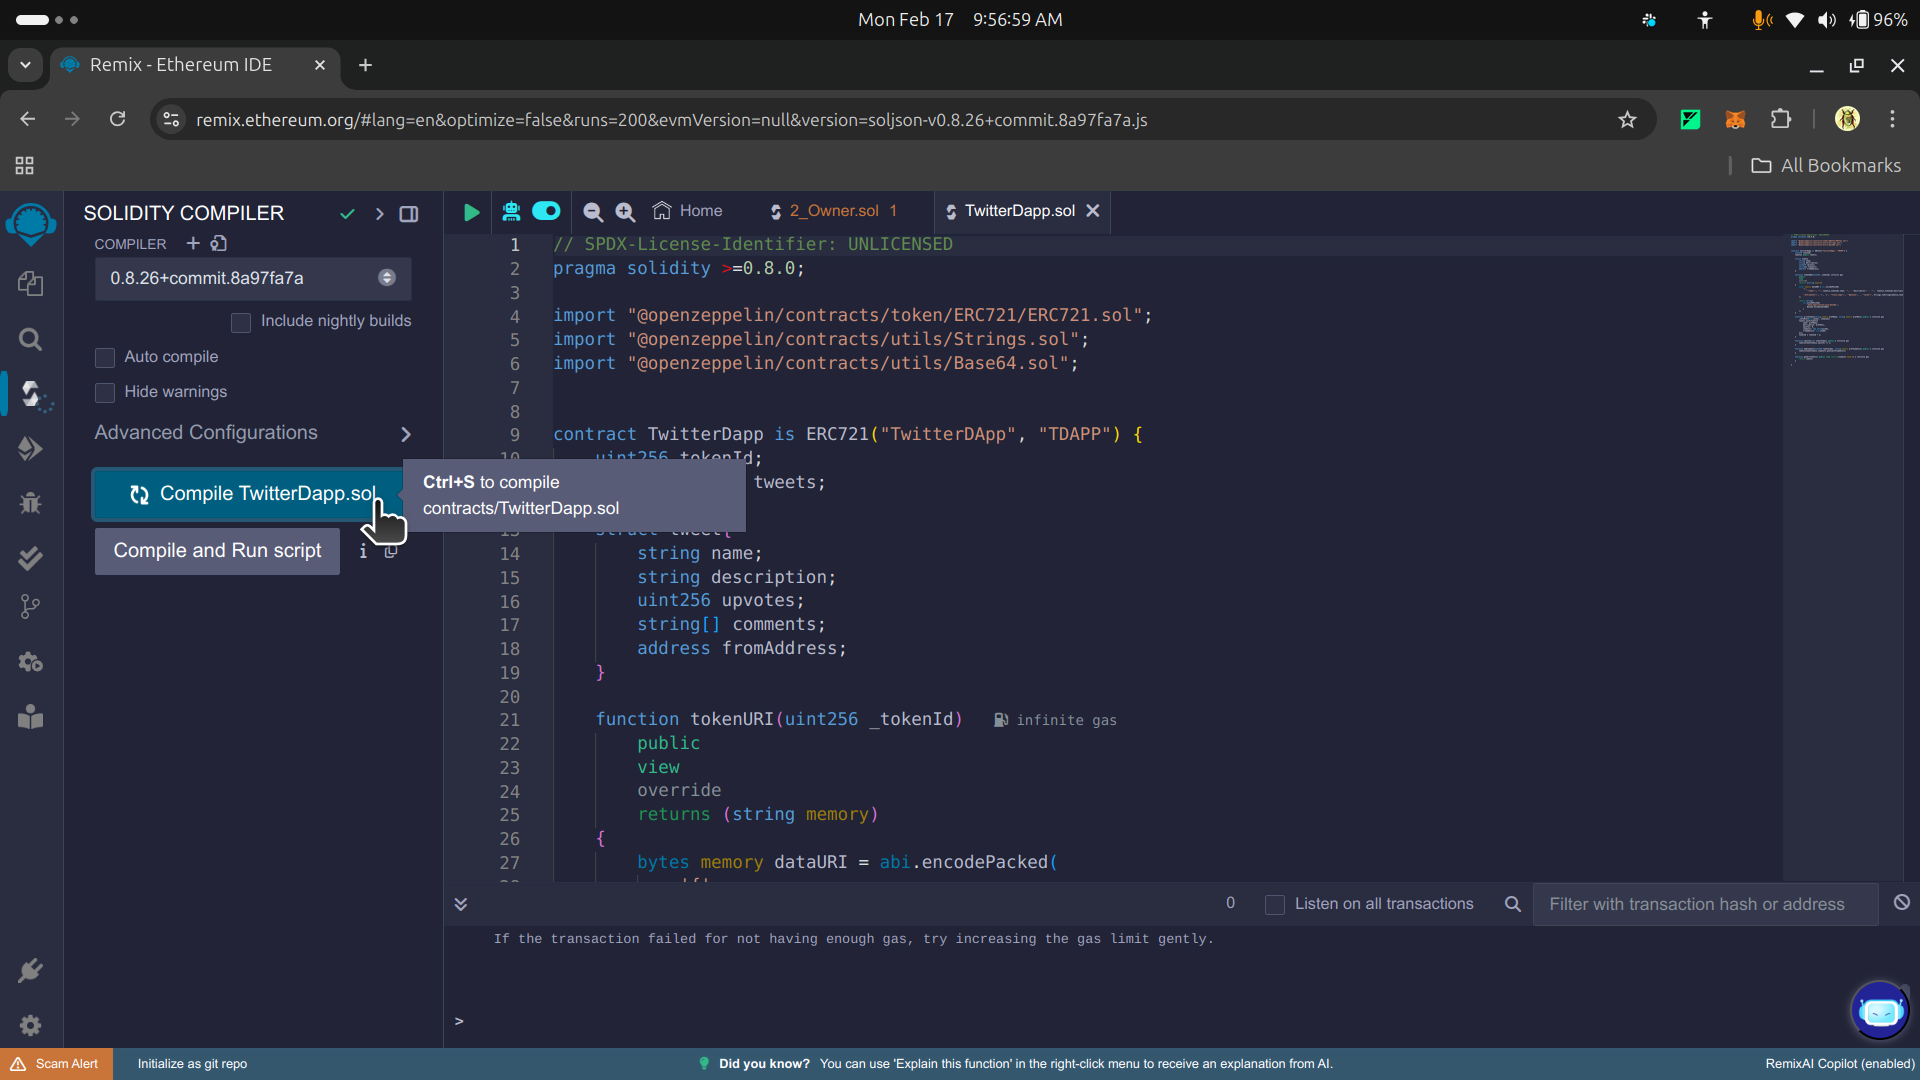 Mon Feb 17 9:56:59 AM
96%
Remix - Ethereum IDE
remix.ethereum.org/#lang=en&optimize=false&runs=200&evmVersion=null&version=soljson-v0.8.26+commit.8a97fa7a.js
All Bookmarks
SOLIDITY COMPILER
COMPILER
0.8.26+commit.8a97fa7a
Include nightly builds
Auto compile
Hide warnings
Advanced Configurations
Compile TwitterDapp.sol
Ctrl+S to compile
contracts/TwitterDapp.sol
Compile and Run script
Home
2_Owner.sol 1
TwitterDapp.sol
1 // SPDX-License-Identifier: UNLICENSED
2 pragma solidity >=0.8.0;
3
4 import "@openzeppelin/contracts/token/ERC721/ERC721.sol";
5 import "@openzeppelin/contracts/utils/Strings.sol";
6 import "@openzeppelin/contracts/utils/Base64.sol";
7
8
9 contract TwitterDapp is ERC721("TwitterDApp", "TDAPP") {
10 uint256 tokenId;
tweets;
13 struct tweet{
14 string name;
15 string description;
16 uint256 upvotes;
17 string[] comments;
18 address fromAddress;
19 }
20
21 function tokenURI(uint256 _tokenId) infinite gas
22 public
23 view
24 override
25 returns (string memory)
26 {
27 bytes memory dataURI = abi.encodePacked(
0
Listen on all transactions
Filter with transaction hash or address
If the transaction failed for not having enough gas, try increasing the gas limit gently.
>
Scam Alert
Initialize as git repo
Did you know? You can use 'Explain this function' in the right-click menu to receive an explanation from AI.
RemixAI Copilot (enabled)